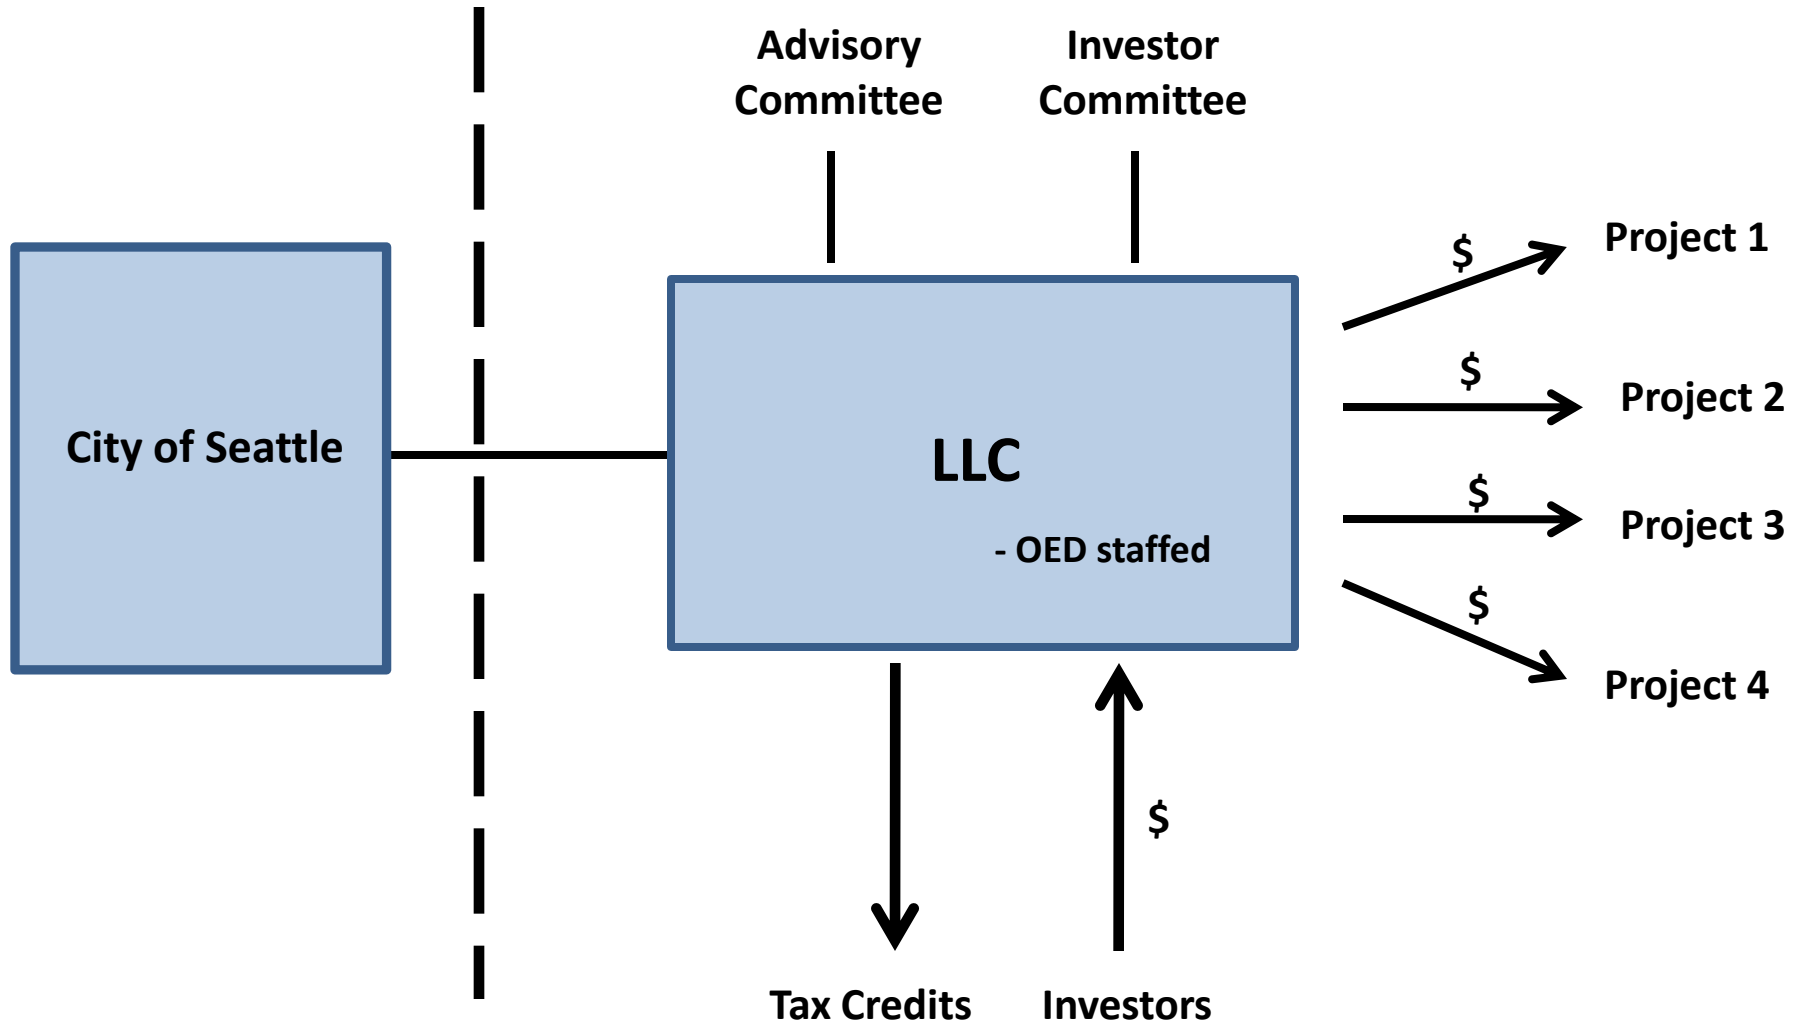 Advisory
Committee
Investor
Committee
City of Seattle
LLC
- OED staffed
$
Project 1
$
Project 2
$
Project 3
$
Project 4
$
Tax Credits
Investors